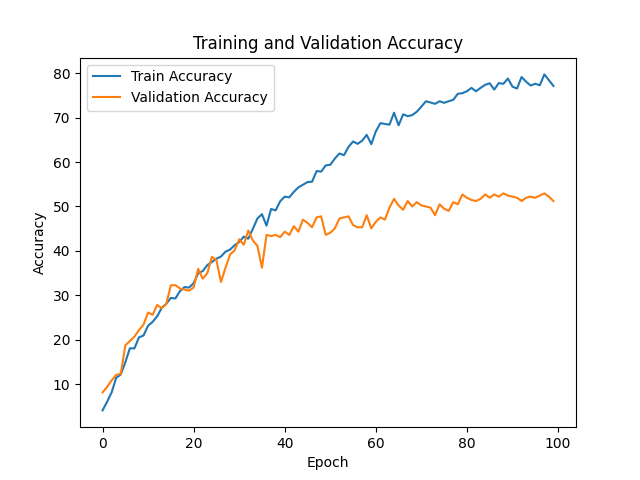 Training and Validation Accuracy
Train Accuracy
Validation Accuracy
Accuracy
80
70
60
50
40
30
20
10
0 20 40 60 80 100
Epoch